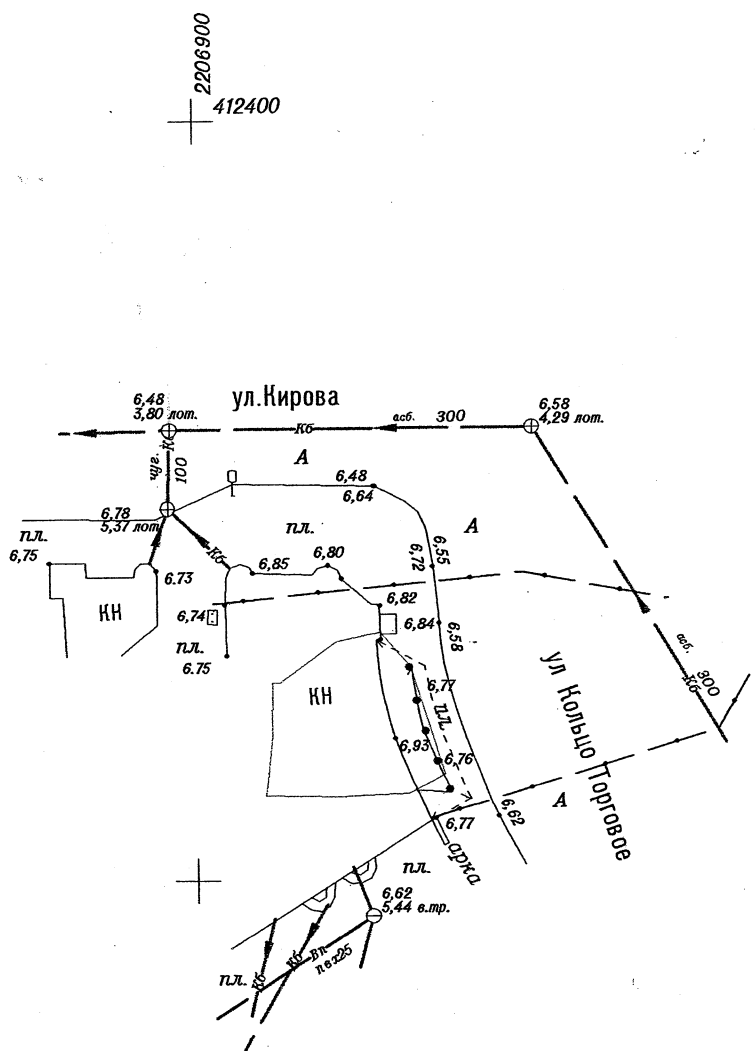 2206900
412400
ул.Кирова
6,48
3,80 лот.
6,58
4,29 лот.
асб. 300
Кб
А
чуг.
100
6,48
6,64
6,78
5,37 лот
пл.
пл.
А
6,75
Кб
6,85
6,80
6,55
6,72
6.73
КН
6,74
6,82
6,84
6,58
пл.
6.75
КН
6,77
пл.
асб.
300
Кб
ул Кольцо Торговое
6,93
6,76
А
6,77
6,62
арка
пл.
6,62
5,44 в.тр.
Кб
Вп
пвх25
пл.
Кб